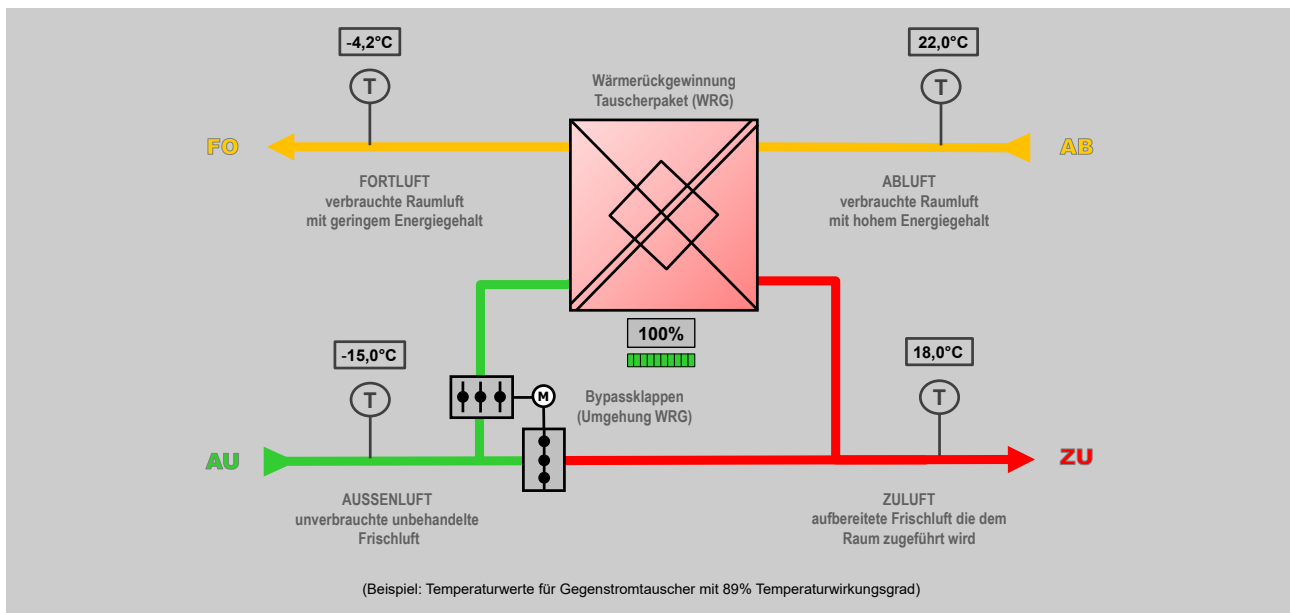 -4,2°C
22,0°C
T
T
Wärmerückgewinnung
Tauscherpaket (WRG)
FO
AB
FORTLUFT
verbrauchte Raumluft
mit geringem Energiegehalt
ABLUFT
verbrauchte Raumluft
mit hohem Energiegehalt
100%
-15,0°C
18,0°C
T
T
M
Bypassklappen
(Umgehung WRG)
AU
ZU
AUSSENLUFT
unverbrauchte unbehandelte
Frischluft
ZULUFT
aufbereitete Frischluft die dem
Raum zugeführt wird
(Beispiel: Temperaturwerte für Gegenstromtauscher mit 89% Temperaturwirkungsgrad)